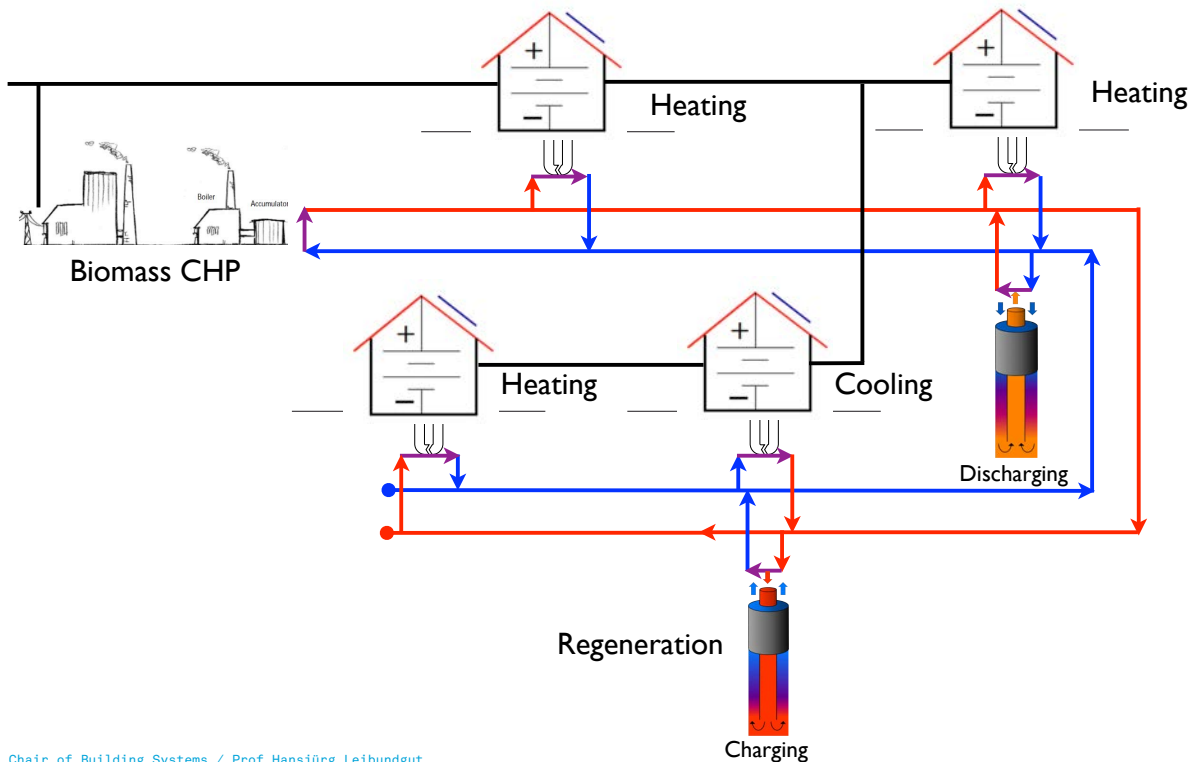 +
−
Heating
+
−
Heating
Boiler
Accumulator
Biomass CHP
+
−
Heating
+
−
Cooling
Discharging
Regeneration
Charging
Chair of Building Systems / Prof Hansjürg Leibundgut